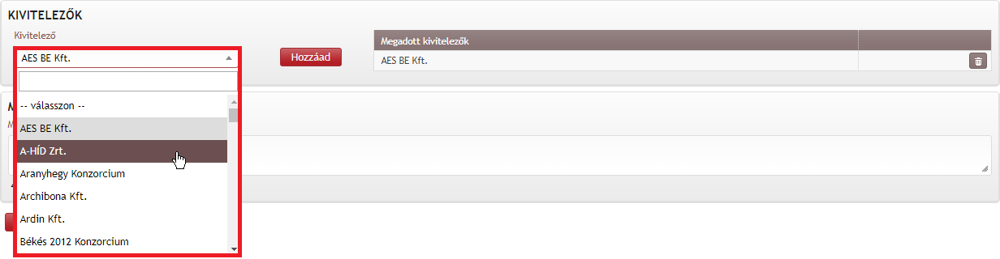 KIVITELEZŐK
Kivitelező
AES BE Kft.
Hozzáad
Megadott kivitelezők
AES BE Kft.
-- válasszon --
AES BE Kft.
A-HÍD Zrt.
Aranyhegy Konzorcium
Archibona Kft.
Ardin Kft.
Békés 2012 Konzorcium